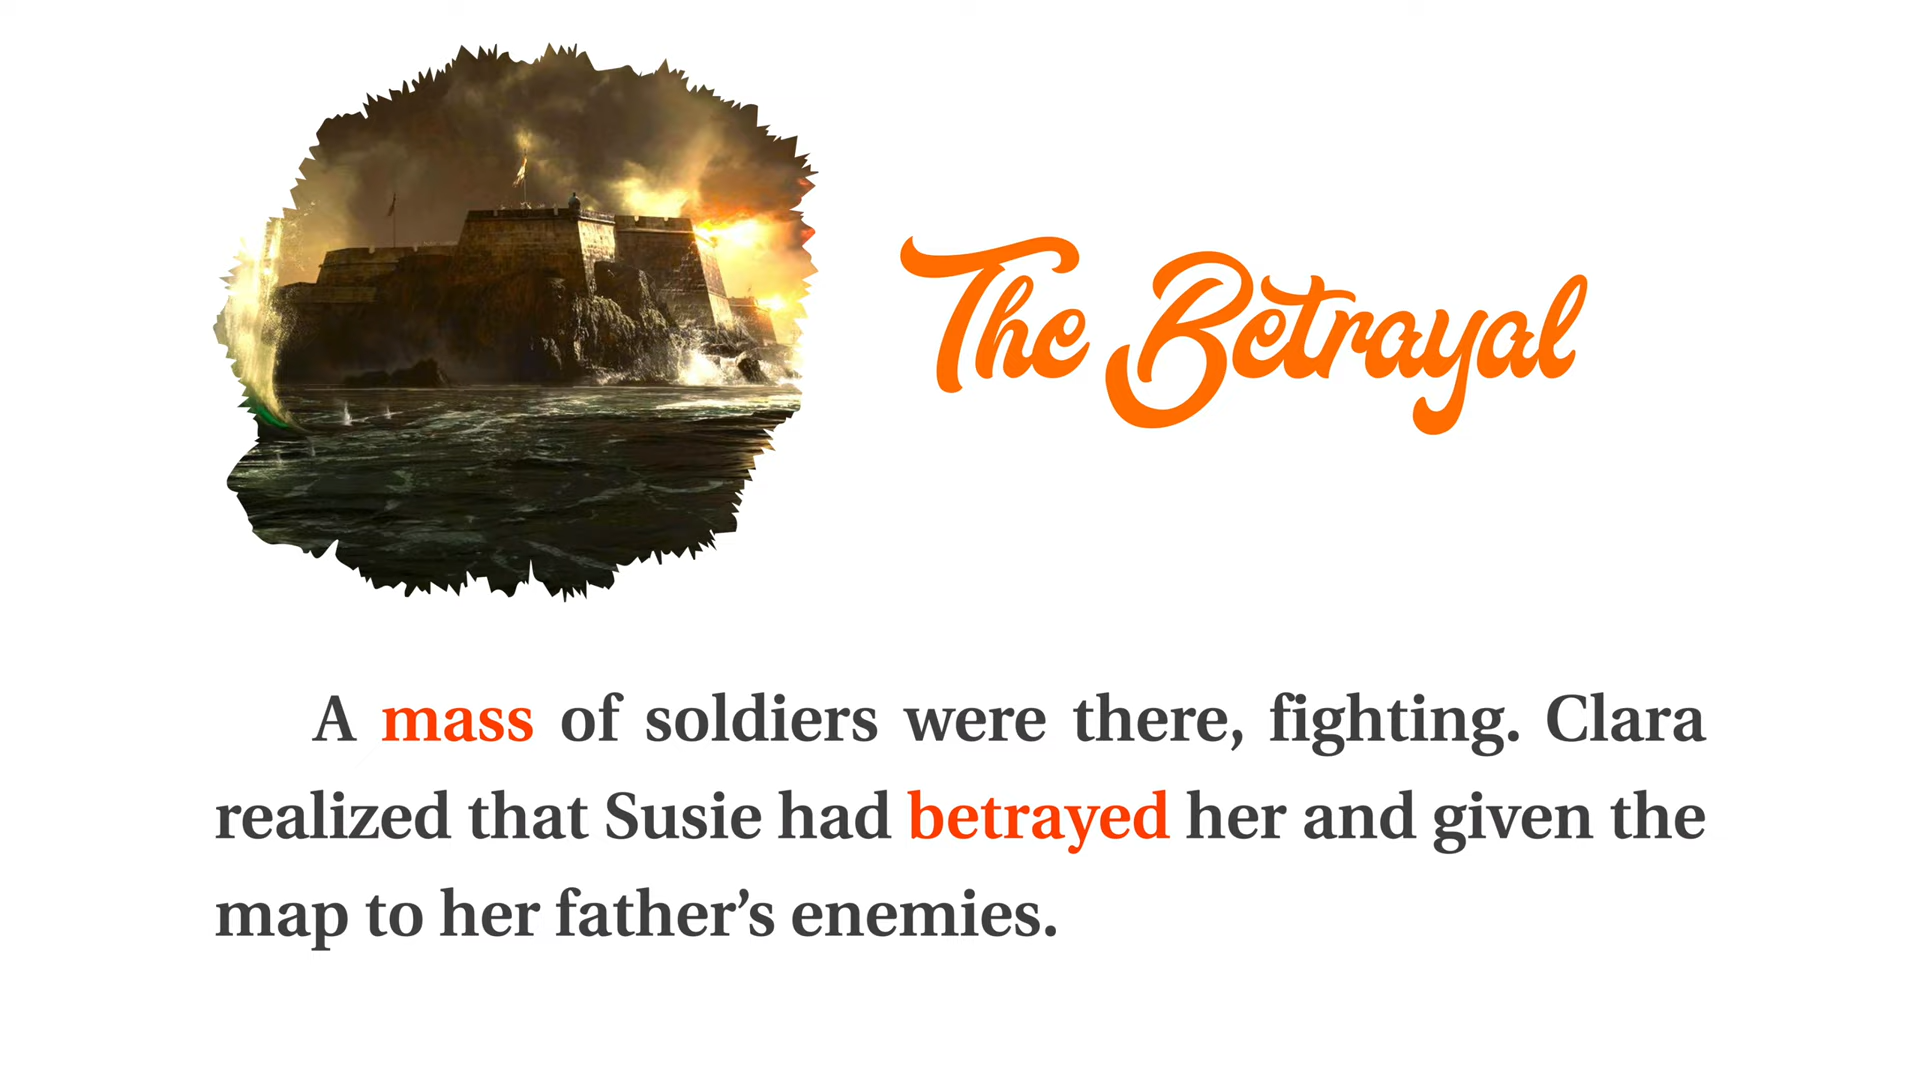 The Betrayal
A mass of soldiers were there, fighting. Clara
realized that Susie had betrayed her and given the
map to her father’s enemies.